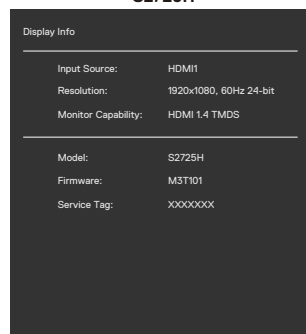 Display Info
Input Source: HDMI1
Resolution: 1920x1080, 60Hz 24-bit
Monitor Capability: HDMI 1.4 TMDS
Model: S2725H
Firmware: M3T101
Service Tag: XXXXXXX